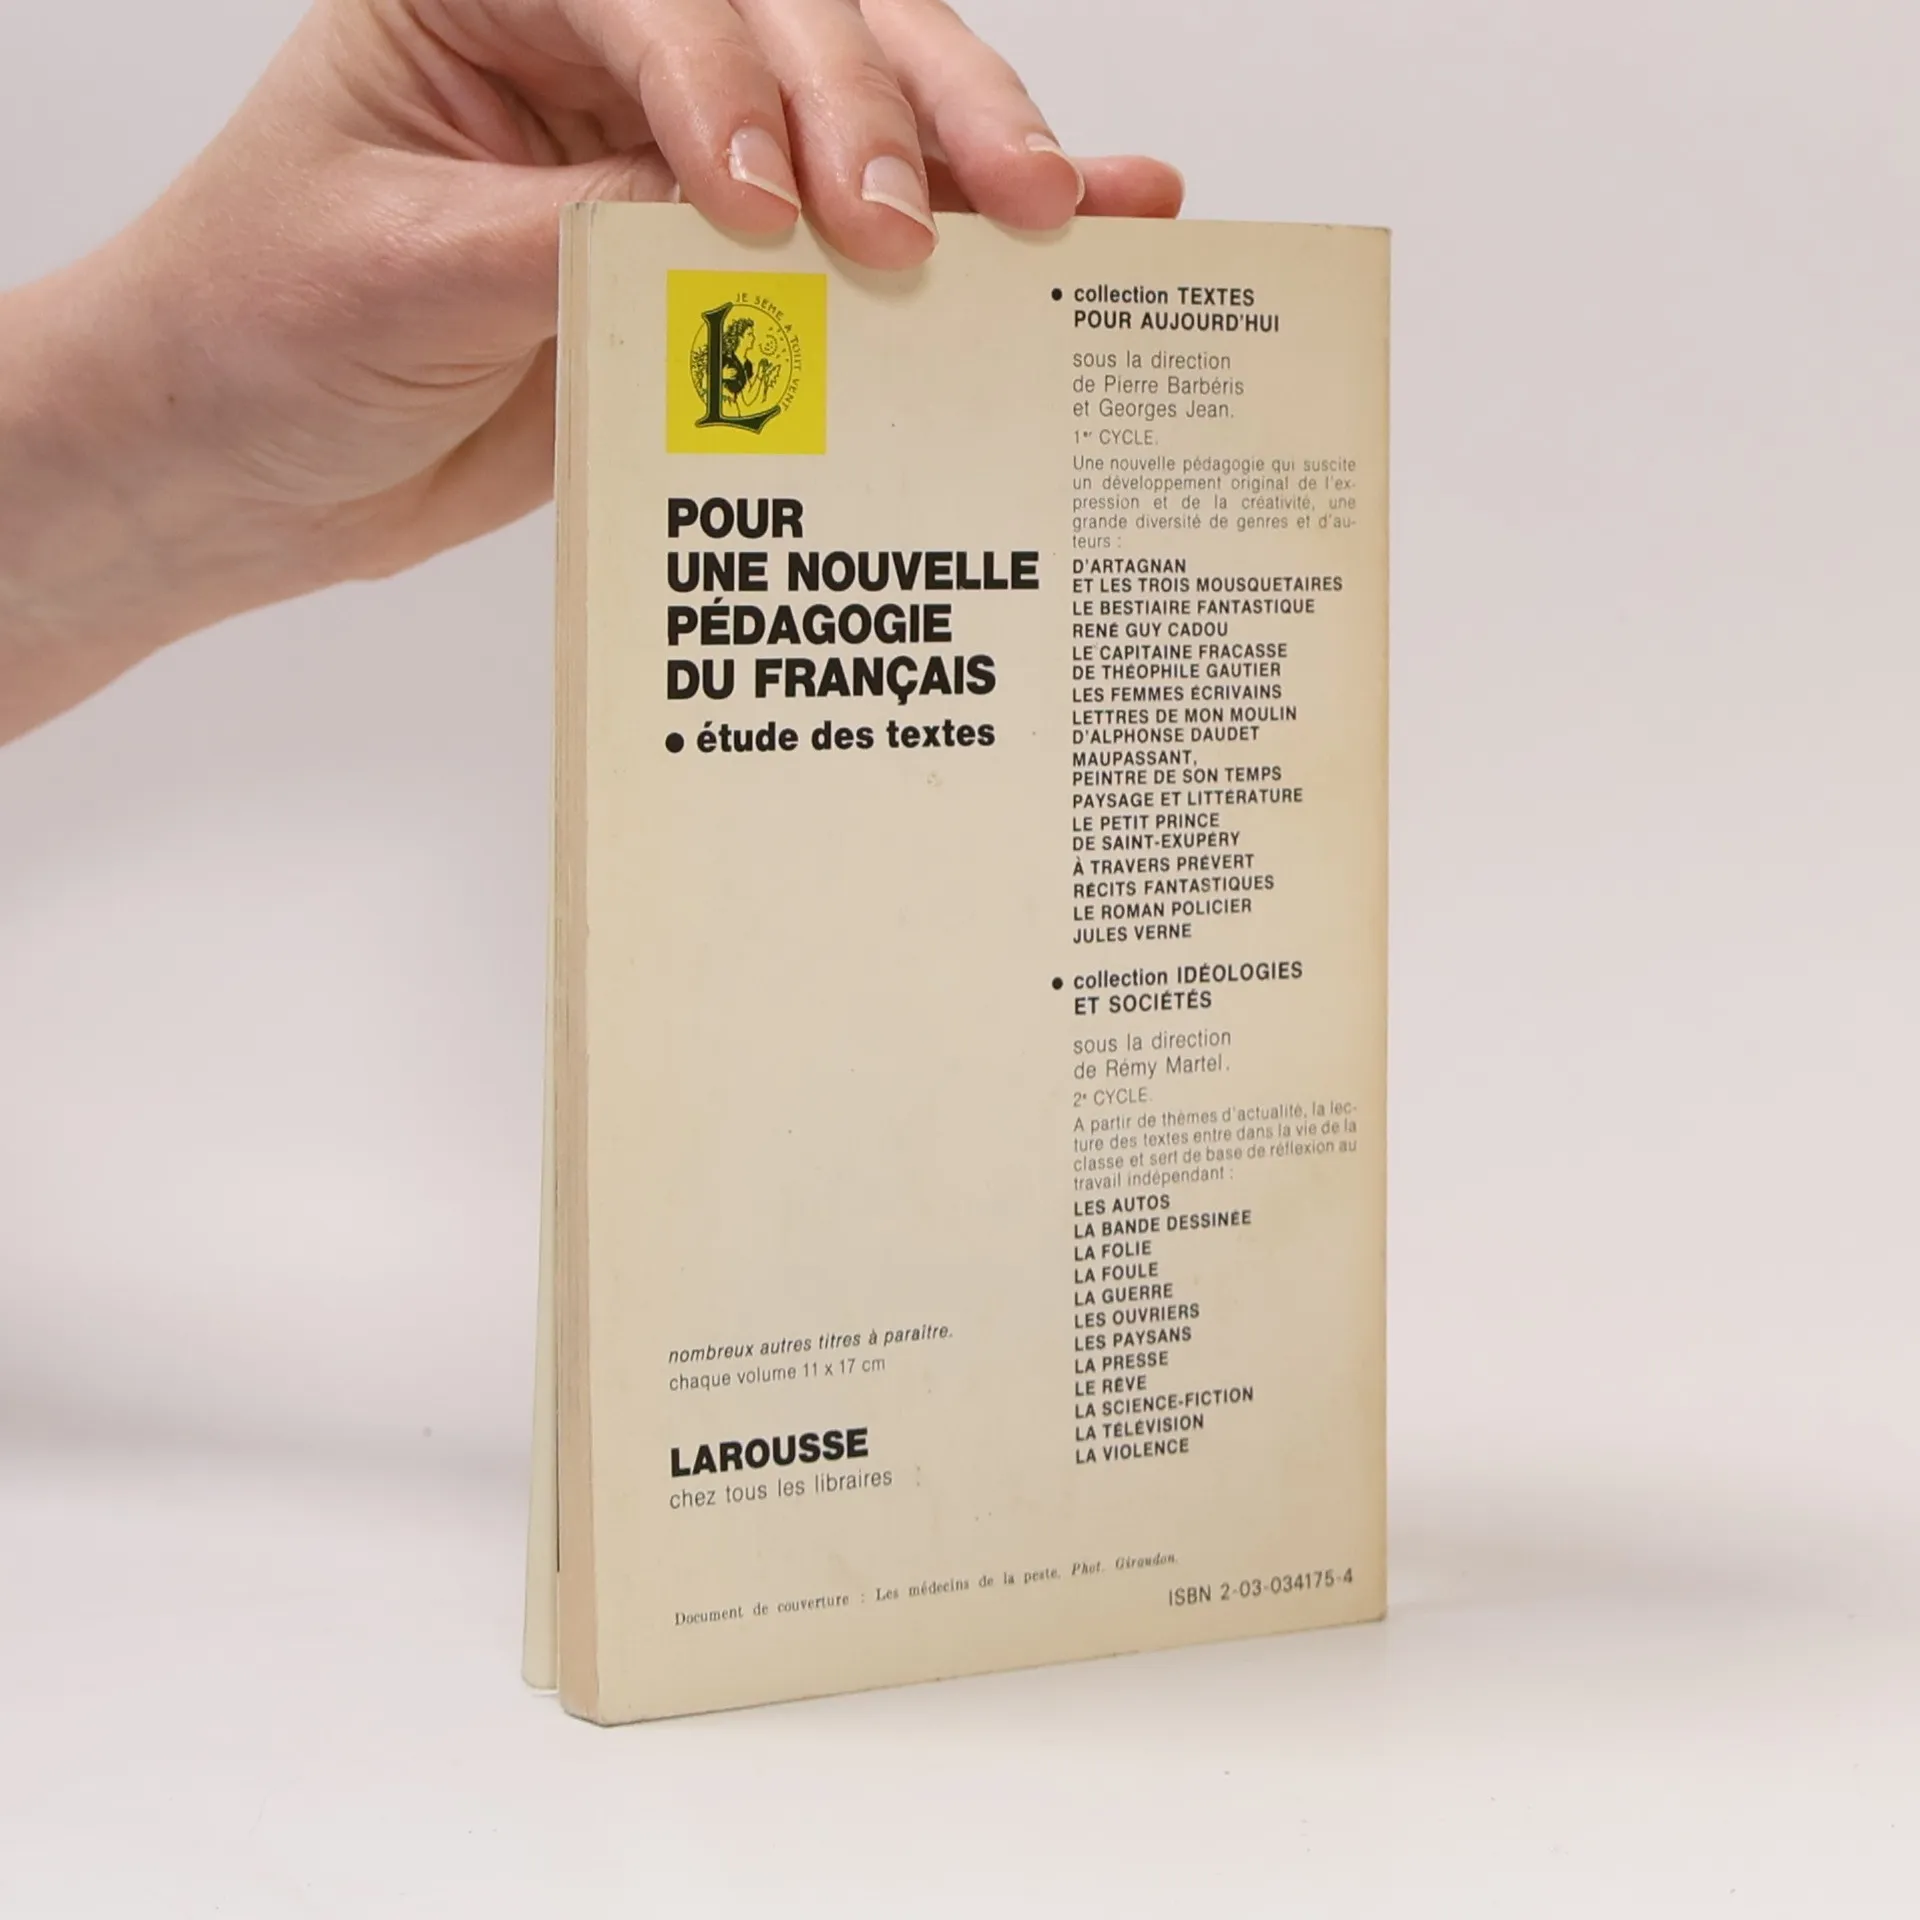 JE SÈME A TOUT VENT
POUR
UNE NOUVELLE
PÉDAGOGIE
DU FRANÇAIS
● étude des textes
nombreux autres titres à paraître.
chaque volume 11 x 17 cm
LAROUSSE
chez tous les libraires
● collection TEXTES
POUR AUJOURD'HUI
sous la direction
de Pierre Barbéris
et Georges Jean.
1er CYCLE.
Une nouvelle pédagogie qui suscite
un développement original de l'ex-
pression et de la créativité, une
grande diversité de genres et d'au-
teurs :
D'ARTAGNAN
ET LES TROIS MOUSQUETAIRES
LE BESTIAIRE FANTASTIQUE
RENÉ GUY CADOU
LE CAPITAINE FRACASSE
DE THÉOPHILE GAUTIER
LES FEMMES ÉCRIVAINS
LETTRES DE MON MOULIN
D'ALPHONSE DAUDET
MAUPASSANT,
PEINTRE DE SON TEMPS
PAYSAGE ET LITTÉRATURE
LE PETIT PRINCE
DE SAINT-EXUPÉRY
À TRAVERS PRÉVERT
RÉCITS FANTASTIQUES
LE ROMAN POLICIER
JULES VERNE
● collection IDÉOLOGIES
ET SOCIÉTÉS
sous la direction
de Rémy Martel.
2e CYCLE.
A partir de thèmes d'actualité, la lec-
ture des textes entre dans la vie de la
classe et sert de base de réflexion au
travail indépendant :
LES AUTOS
LA BANDE DESSINÉE
LA FOLIE
LA FOULE
LA GUERRE
LES OUVRIERS
LES PAYSANS
LA PRESSE
LE RÊVE
LA SCIENCE-FICTION
LA TÉLÉVISION
LA VIOLENCE
Document de couverture : Les médecins de la peste. Phot. Giraudon.
ISBN 2-03-034175-4